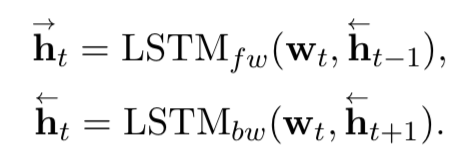 $\overrightarrow{\mathbf{h}}_t = \mathrm{LSTM}_{fw}(\mathbf{w}_t, \overleftarrow{\mathbf{h}}_{t-1}),$
$\overleftarrow{\mathbf{h}}_t = \mathrm{LSTM}_{bw}(\mathbf{w}_t, \overleftarrow{\mathbf{h}}_{t+1}).$